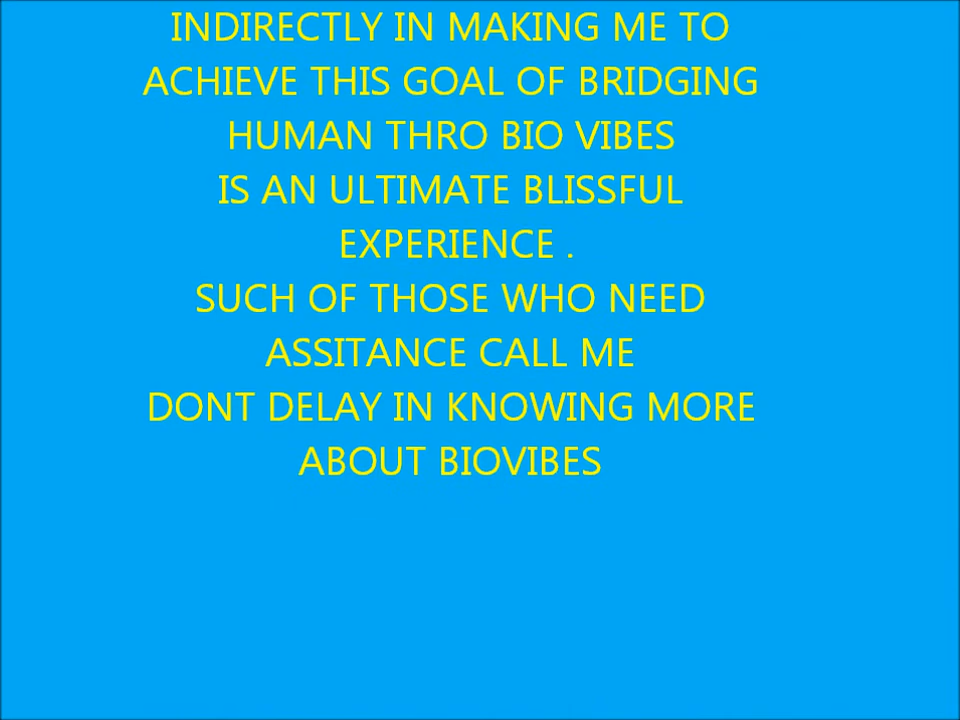 INDIRECTLY IN MAKING ME TO
ACHIEVE THIS GOAL OF BRIDGING
HUMAN THRO BIO VIBES
IS AN ULTIMATE BLISSFUL
EXPERIENCE .
SUCH OF THOSE WHO NEED
ASSITANCE CALL ME
DONT DELAY IN KNOWING MORE
ABOUT BIOVIBES